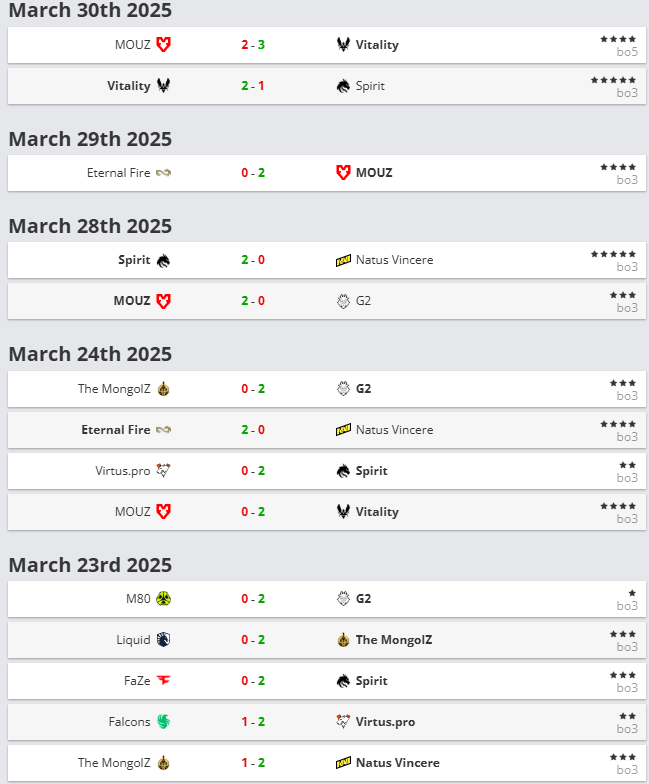 March 30th 2025
MOUZ 2 - 3 Vitality
bo5
Vitality 2 - 1 Spirit
bo3
March 29th 2025
Eternal Fire 0 - 2 MOUZ
bo3
March 28th 2025
Spirit 2 - 0 Natus Vincere
bo3
MOUZ 2 - 0 G2
bo3
March 24th 2025
The MongolZ 0 - 2 G2
bo3
Eternal Fire 2 - 0 Natus Vincere
bo3
Virtus.pro 0 - 2 Spirit
bo3
MOUZ 0 - 2 Vitality
bo3
March 23rd 2025
M80 0 - 2 G2
bo3
Liquid 0 - 2 The MongolZ
bo3
FaZe 0 - 2 Spirit
bo3
Falcons 1 - 2 Virtus.pro
bo3
The MongolZ 1 - 2 Natus Vincere
bo3